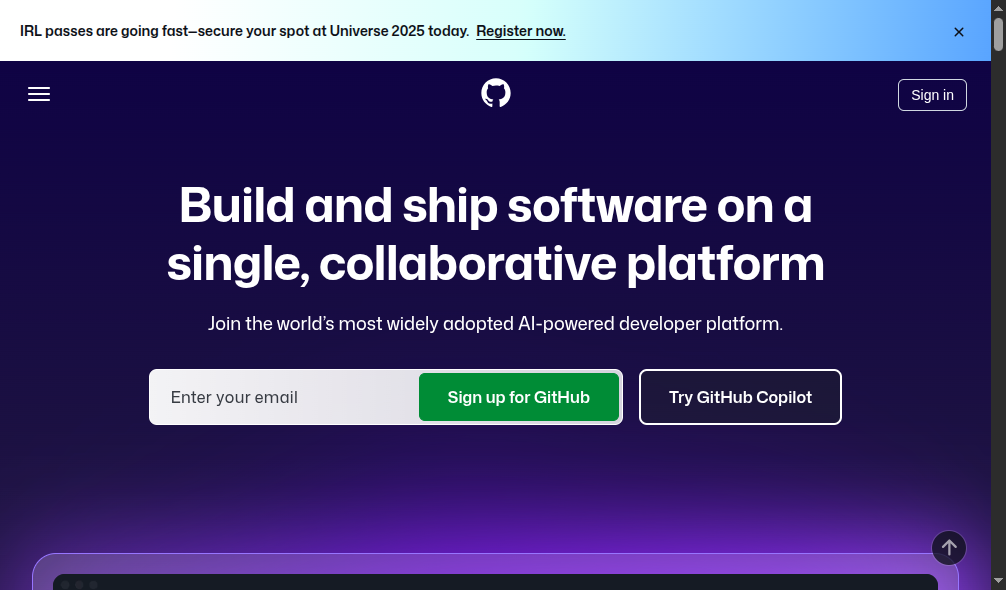 IRL passes are going fast—secure your spot at Universe 2025 today. Register now.
Sign in
Build and ship software on a
single, collaborative platform
Join the world’s most widely adopted AI-powered developer platform.
Enter your email
Sign up for GitHub
Try GitHub Copilot